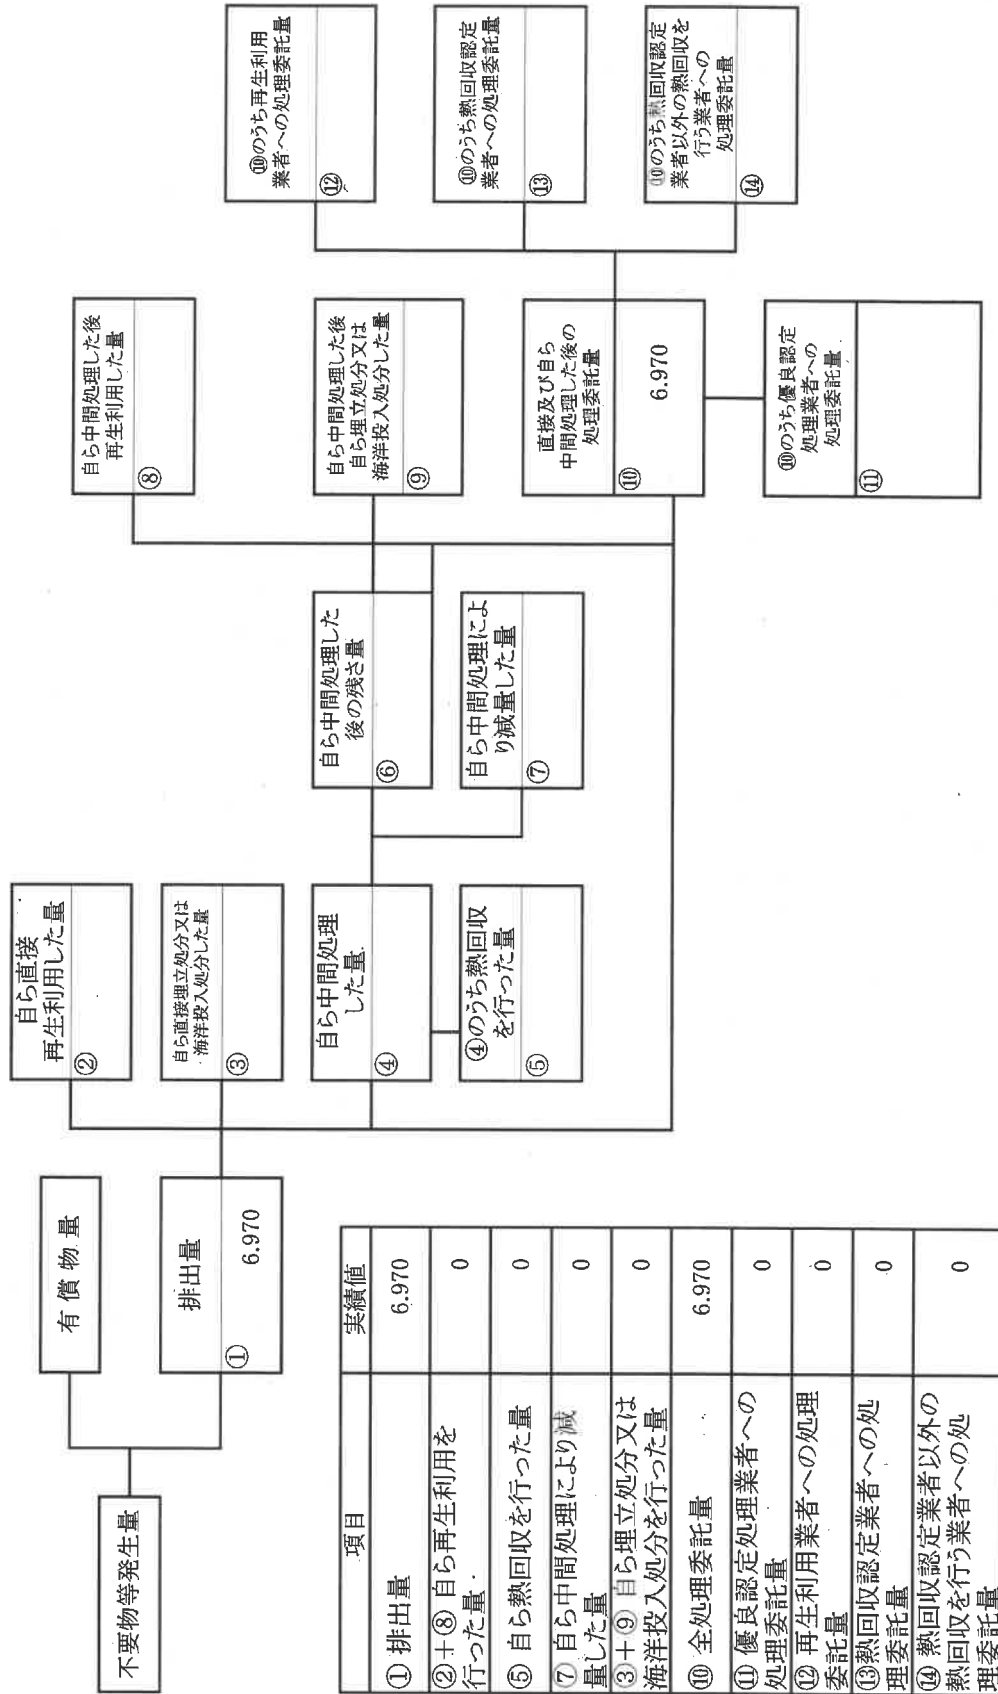 不要物等発生量
有償物量
排出量
① 6.970
自ら直接
再生利用した量
②
自ら直接埋立処分又は
海洋投入処分した量
③
自ら中間処理
した量
④
④のうち熱回収
を行った量
⑤
自ら中間処理した
後の残さ量
⑥
自ら中間処理によ
り減量した量
⑦
自ら中間処理した後
再生利用した量
⑧
自ら中間処理した後
自ら埋立処分又は
海洋投入処分した量
⑨
直接及び自ら
中間処理した後の
処理委託量
⑩ 6.970
⑩のうち優良認定
処理業者への
処理委託量
⑪
⑩のうち再生利用
業者への処理委託量
⑫
⑩のうち熱回収認定
業者への処理委託量
⑬
⑩のうち熱回収認定
業者以外の熱回収を
行う業者への
処理委託量
⑭
項目 実績値
① 排出量 6.970
②+⑧ 自ら再生利用を
行った量 0
⑤ 自ら熱回収を行った量 0
⑦ 自ら中間処理により減
量した量 0
③+⑨ 自ら埋立処分又は
海洋投入処分を行った量 0
⑩ 全処理委託量 6.970
⑪ 優良認定処理業者への
処理委託量 0
⑫ 再生利用業者への処理
委託量 0
⑬熱回収認定業者への処
理委託量 0
⑭ 熱回収認定業者以外の
熱回収を行う業者への処
理委託量 0